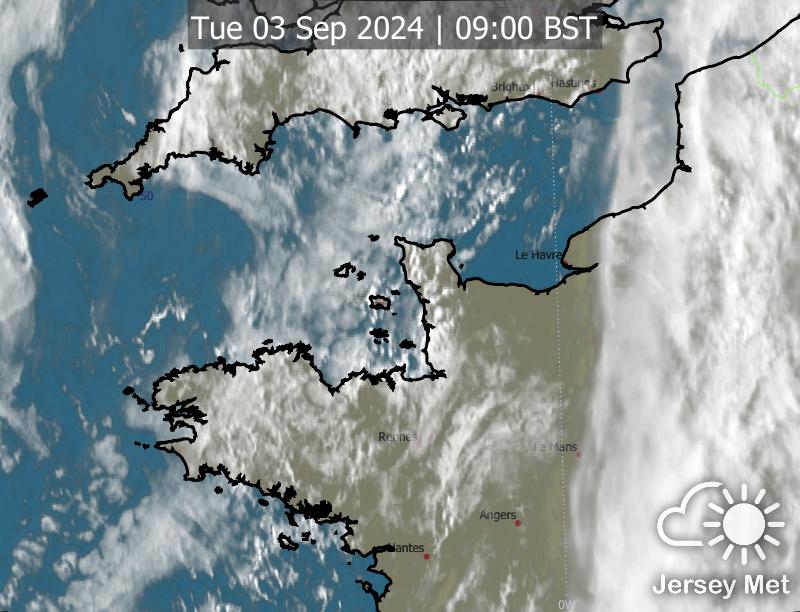 Tue 03 Sep 2024 | 09:00 BST
Brighton Hastings
50
Le Havre
Rennes
Le Mans
Angers
Nantes
Jersey Met
0W